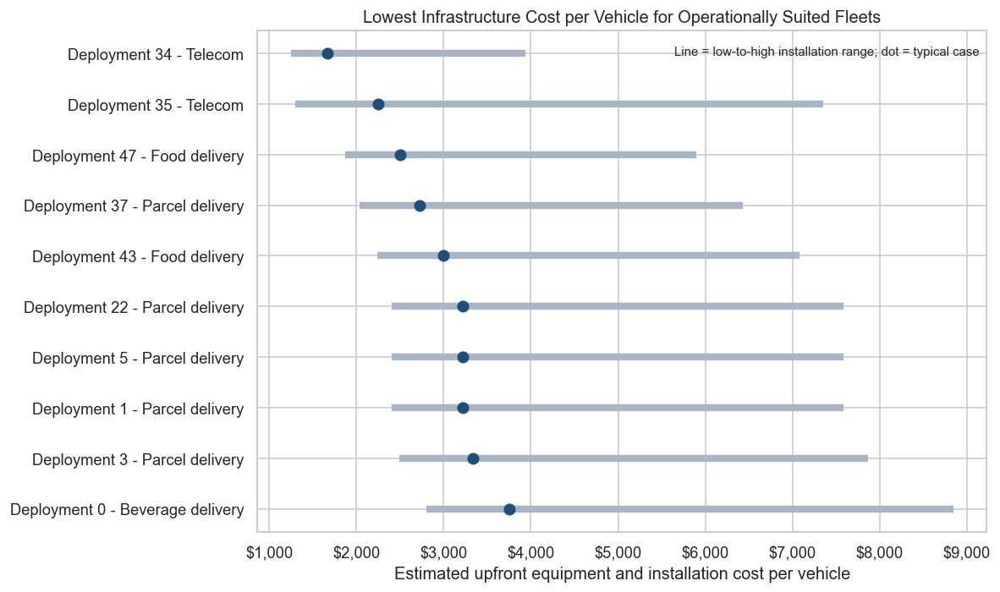 Lowest Infrastructure Cost per Vehicle for Operationally Suited Fleets
Line = low-to-high installation range; dot = typical case
Deployment 34 - Telecom
Deployment 35 - Telecom
Deployment 47 - Food delivery
Deployment 37 - Parcel delivery
Deployment 43 - Food delivery
Deployment 22 - Parcel delivery
Deployment 5 - Parcel delivery
Deployment 1 - Parcel delivery
Deployment 3 - Parcel delivery
Deployment 0 - Beverage delivery
$1,000 $2,000 $3,000 $4,000 $5,000 $6,000 $7,000 $8,000 $9,000
Estimated upfront equipment and installation cost per vehicle